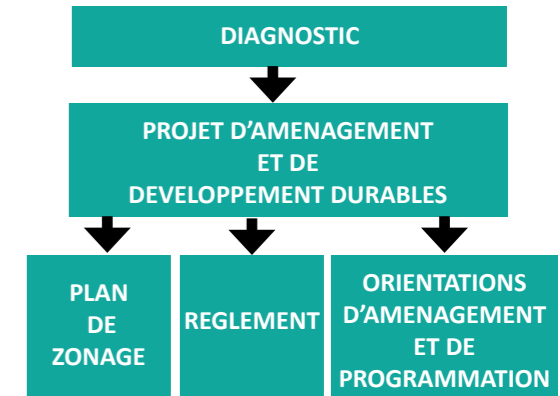 DIAGNOSTIC
PROJET D'AMENAGEMENT
ET DE
DEVELOPPEMENT DURABLES
PLAN
DE
ZONAGE
REGLEMENT
ORIENTATIONS
D'AMENAGEMENT
ET DE
PROGRAMMATION